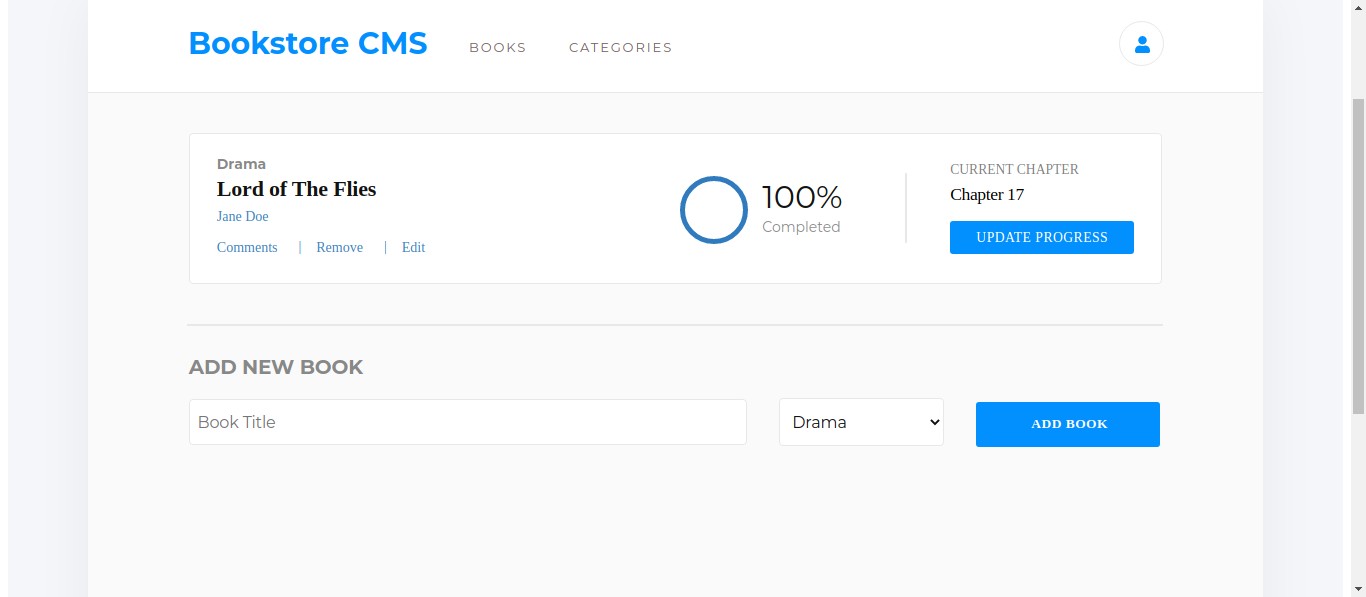 Bookstore CMS
BOOKS
CATEGORIES
Drama
Lord of The Flies
Jane Doe
Comments | Remove | Edit
100%
Completed
CURRENT CHAPTER
Chapter 17
UPDATE PROGRESS
ADD NEW BOOK
Book Title
Drama
ADD BOOK